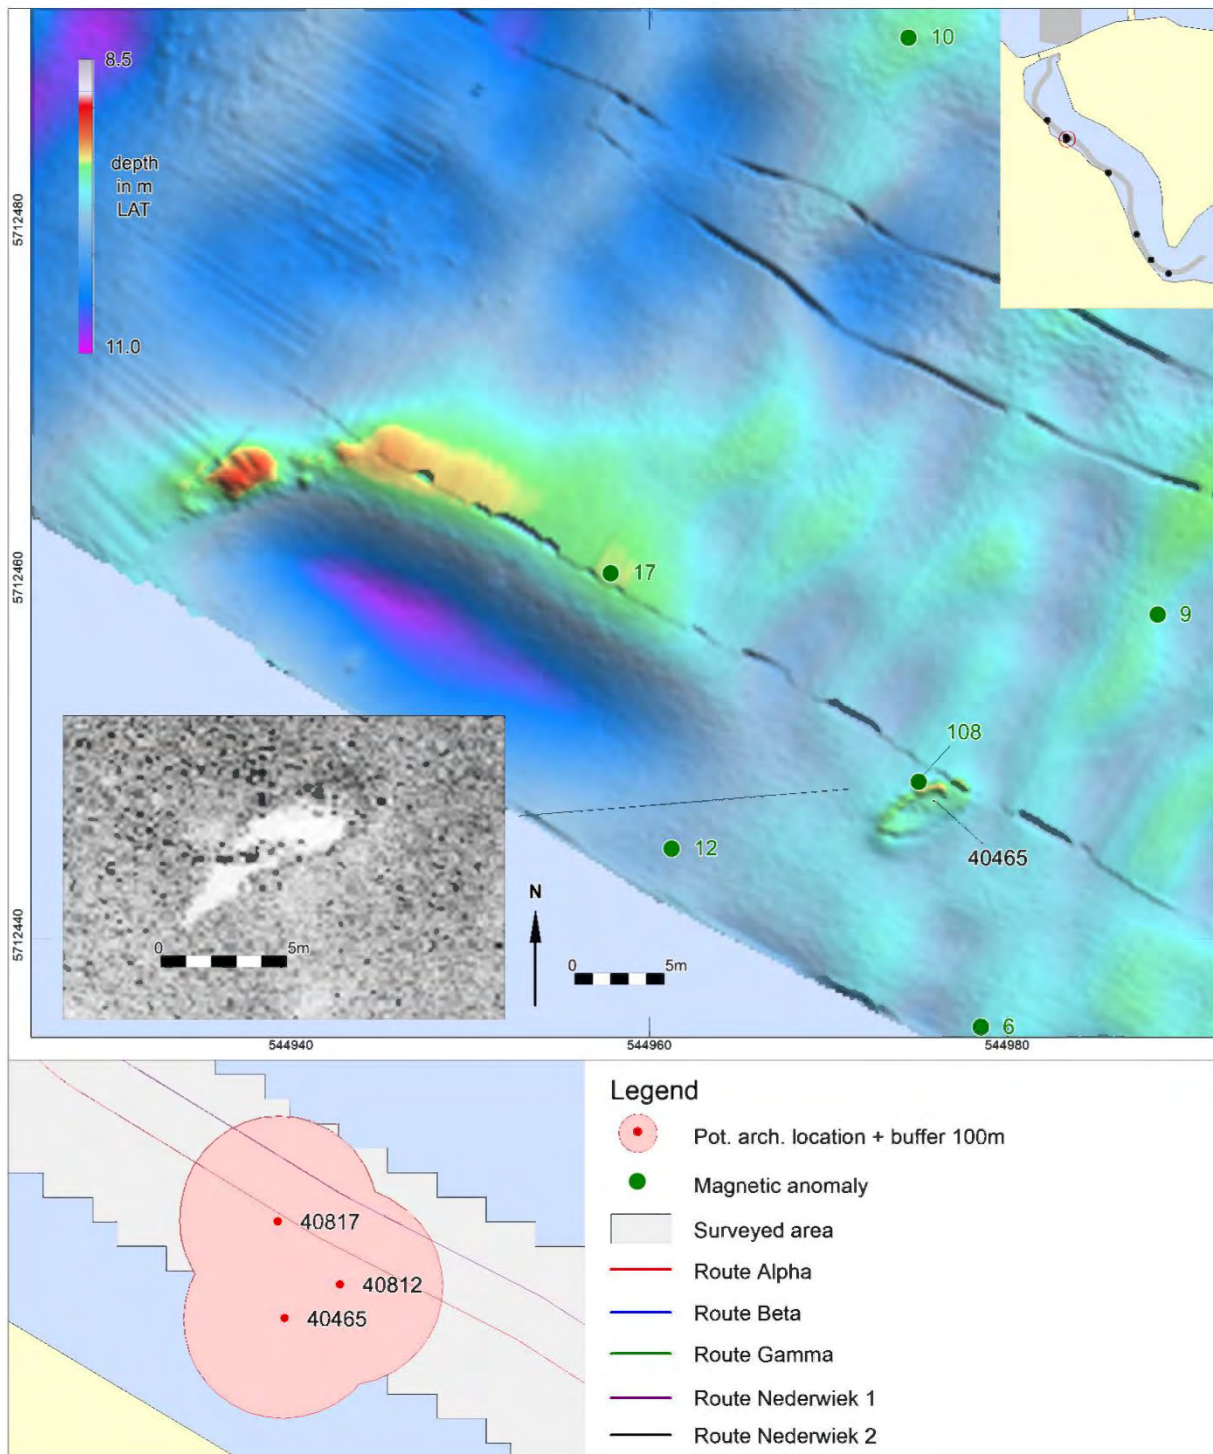 10
8.5
depth
in m
LAT
11.0
5712480
5712460
5712440
17
9
108
40465
12
6
0 5m
N
0 5m
544940 544960 544980
40817
40812
40465
Legend
Pot. arch. location + buffer 100m
Magnetic anomaly
Surveyed area
Route Alpha
Route Beta
Route Gamma
Route Nederwiek 1
Route Nederwiek 2